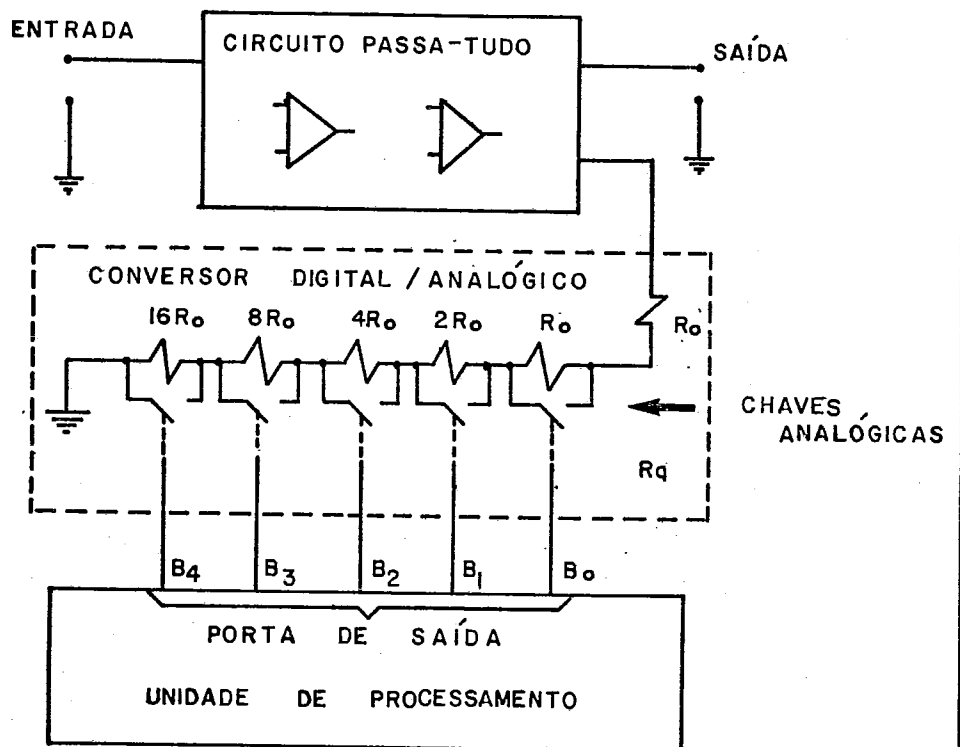 ENTRADA
CIRCUITO PASSA-TUDO
SAÍDA
CONVERSOR DIGITAL / ANALÓGICO
16Ro 8Ro 4Ro 2Ro Ro
Ro
CHAVES
ANALÓGICAS
Rq
B4 B3 B2 B1 Bo
PORTA DE SAÍDA
UNIDADE DE PROCESSAMENTO